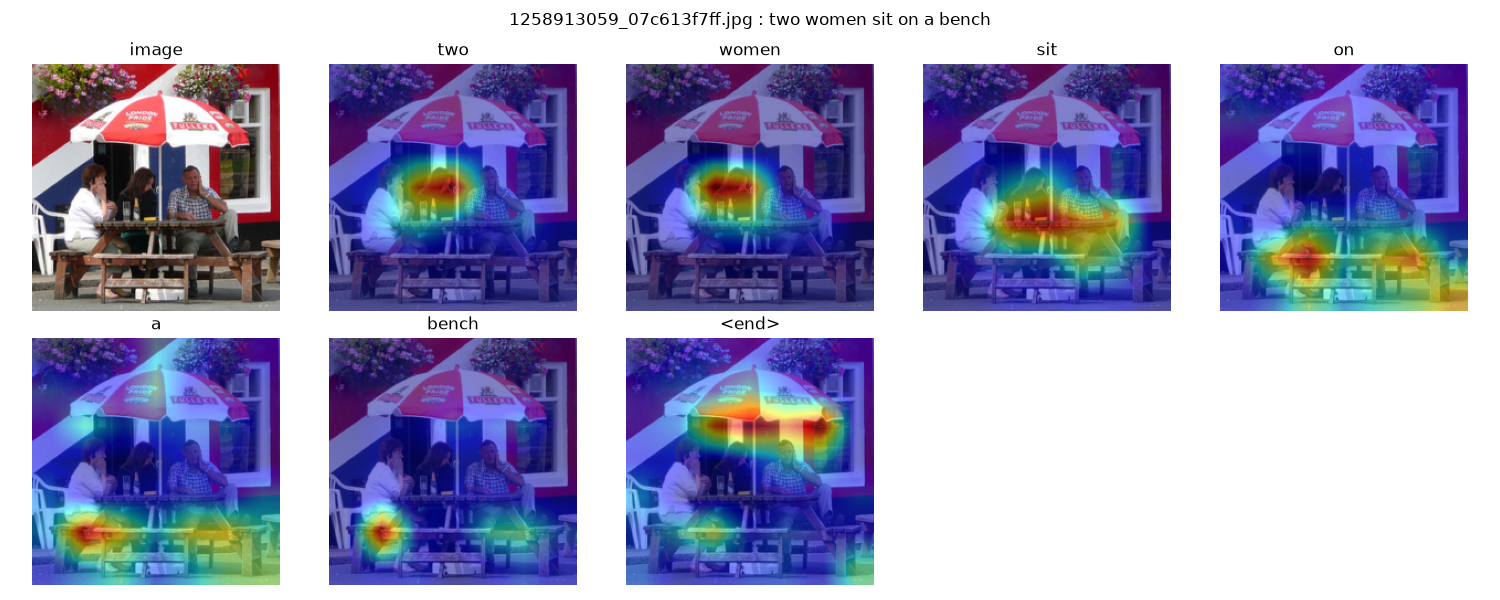 1258913059_07c613f7ff.jpg : two women sit on a bench
image
two
women
sit
on
LONDON
PRIDE
FULLER'S
a
bench
<end>